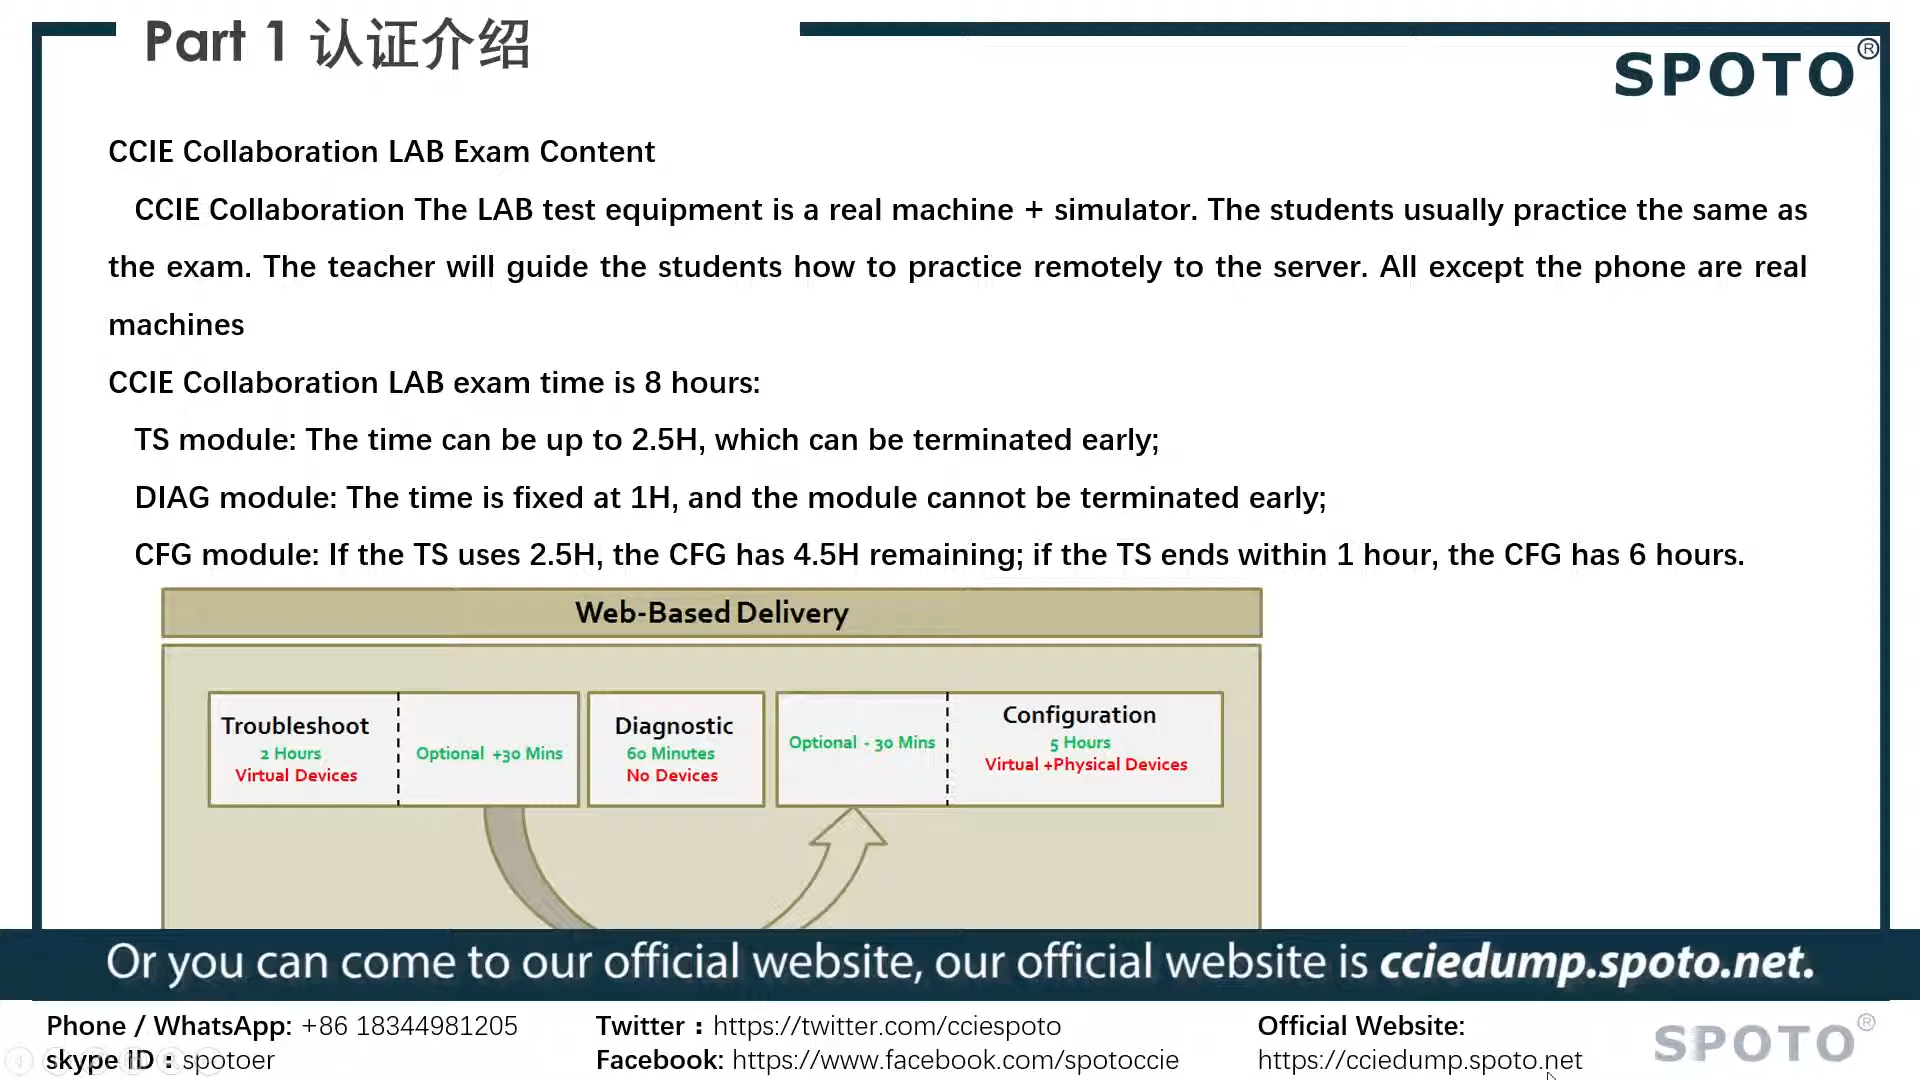 Part 1 认证介绍
SPOTO®
CCIE Collaboration LAB Exam Content
CCIE Collaboration The LAB test equipment is a real machine + simulator. The students usually practice the same as
the exam. The teacher will guide the students how to practice remotely to the server. All except the phone are real
machines
CCIE Collaboration LAB exam time is 8 hours:
TS module: The time can be up to 2.5H, which can be terminated early;
DIAG module: The time is fixed at 1H, and the module cannot be terminated early;
CFG module: If the TS uses 2.5H, the CFG has 4.5H remaining; if the TS ends within 1 hour, the CFG has 6 hours.
Web-Based Delivery
Troubleshoot
2 Hours
Virtual Devices
Optional +30 Mins
Diagnostic
60 Minutes
No Devices
Optional - 30 Mins
Configuration
5 Hours
Virtual +Physical Devices
Or you can come to our official website, our official website is cciedump.spoto.net.
Phone / WhatsApp: +86 18344981205
skype ID：spotoer
Twitter：https://twitter.com/cciespoto
Facebook: https://www.facebook.com/spotoccie
Official Website:
https://cciedump.spoto.net
SPOTO®